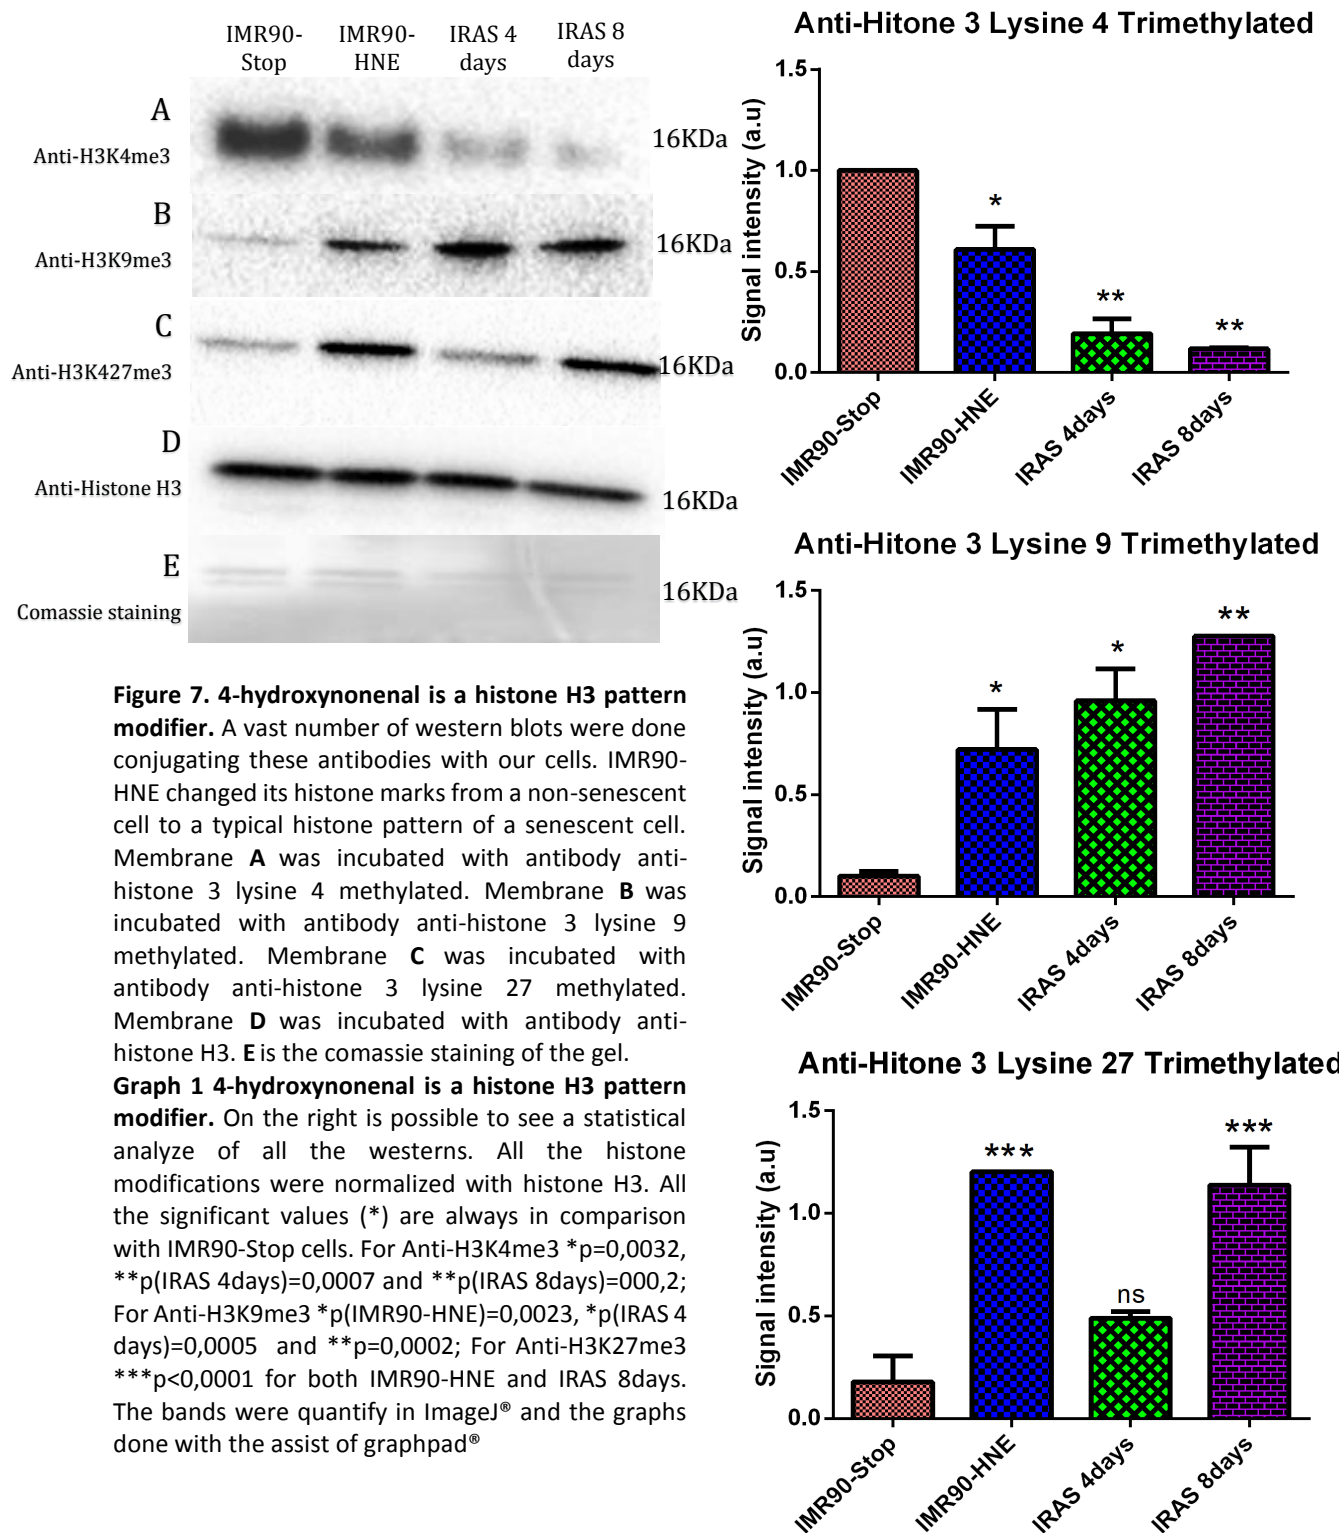 IMR90-
Stop
IMR90-
HNE
IRAS 4
days
IRAS 8
days
A
Anti-H3K4me3
16KDa
B
Anti-H3K9me3
16KDa
C
Anti-H3K427me3
16KDa
D
Anti-Histone H3
16KDa
E
Comassie staining
16KDa
Figure 7. 4-hydroxynonenal is a histone H3 pattern
modifier. A vast number of western blots were done
conjugating these antibodies with our cells. IMR90-
HNE changed its histone marks from a non-senescent
cell to a typical histone pattern of a senescent cell.
Membrane A was incubated with antibody anti-
histone 3 lysine 4 methylated. Membrane B was
incubated with antibody anti-histone 3 lysine 9
methylated. Membrane C was incubated with
antibody anti-histone 3 lysine 27 methylated.
Membrane D was incubated with antibody anti-
histone H3. E is the comassie staining of the gel.
Graph 1 4-hydroxynonenal is a histone H3 pattern
modifier. On the right is possible to see a statistical
analyze of all the westerns. All the histone
modifications were normalized with histone H3. All
the significant values (*) are always in comparison
with IMR90-Stop cells. For Anti-H3K4me3 *p=0,0032,
**p(IRAS 4days)=0,0007 and **p(IRAS 8days)=000,2;
For Anti-H3K9me3 *p(IMR90-HNE)=0,0023, *p(IRAS 4
days)=0,0005 and **p=0,0002; For Anti-H3K27me3
***p<0,0001 for both IMR90-HNE and IRAS 8days.
The bands were quantify in ImageJ® and the graphs
done with the assist of graphpad®
Anti-Hitone 3 Lysine 4 Trimethylated
Signal intensity (a.u)
1.5
1.0
0.5
0.0
*
**
**
IMR90-Stop
IMR90-HNE
IRAS 4days
IRAS 8days
Anti-Hitone 3 Lysine 9 Trimethylated
Signal intensity (a.u)
1.5
1.0
0.5
0.0
*
*
**
IMR90-Stop
IMR90-HNE
IRAS 4days
IRAS 8days
Anti-Hitone 3 Lysine 27 Trimethylated
Signal intensity (a.u)
1.5
1.0
0.5
0.0
***
ns
***
IMR90-Stop
IMR90-HNE
IRAS 4days
IRAS 8days